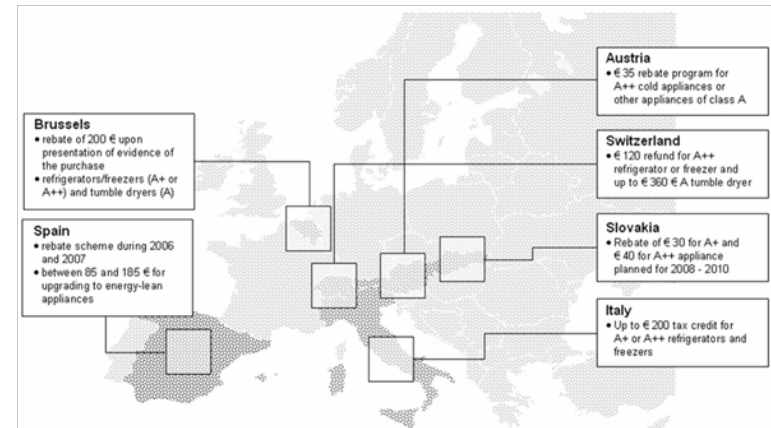 Brussels
• rebate of 200 € upon
presentation of evidence of
the purchase
• refrigerators/freezers (A+ or
A++) and tumble dryers (A)
Spain
• rebate scheme during 2006
and 2007
• between 85 and 185 € for
upgrading to energy-lean
appliances
Austria
• € 35 rebate program for
A++ cold appliances or
other appliances of class A
Switzerland
• € 120 refund for A++
refrigerator or freezer and
up to € 360 € A tumble dryer
Slovakia
• Rebate of € 30 for A+ and
€ 40 for A++ appliance
planned for 2008 - 2010
Italy
• Up to € 200 tax credit for
A+ or A++ refrigerators and
freezers